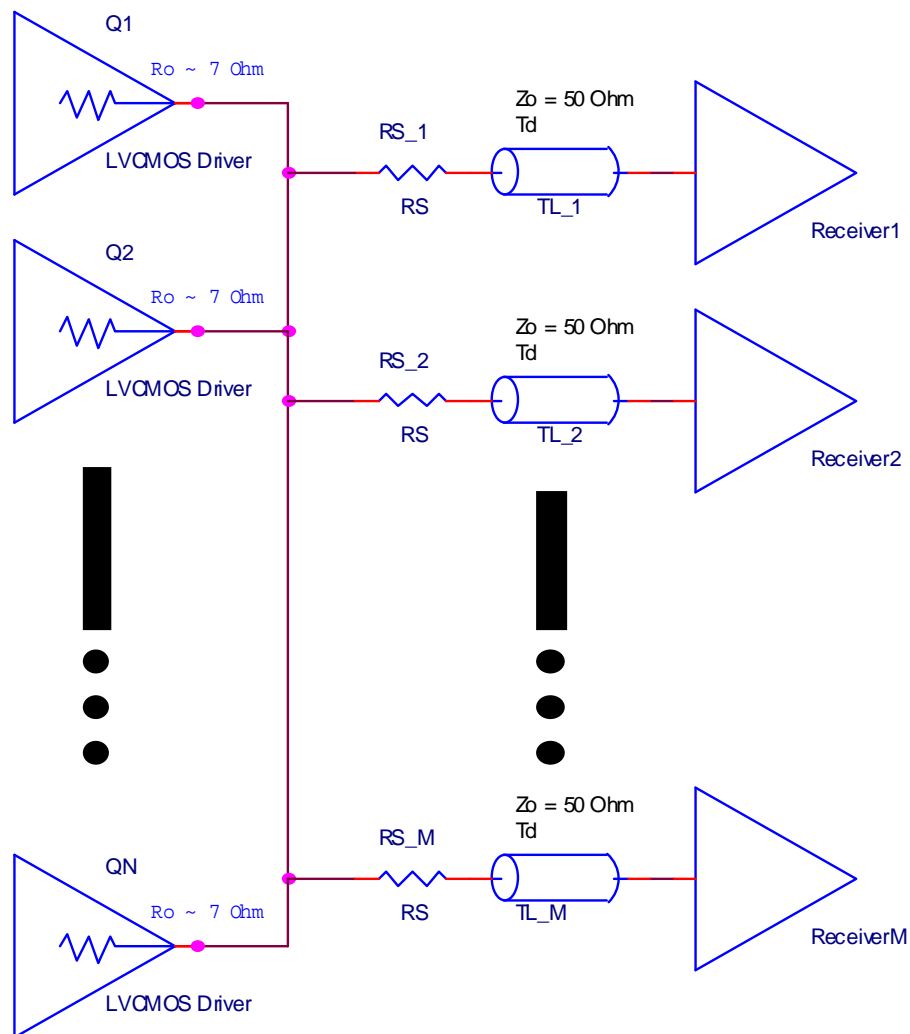 Q1
Ro ~ 7 Ohm
LVCMOS Driver
Zo = 50 Ohm
Td
RS_1
RS
TL_1
Receiver1
Q2
Ro ~ 7 Ohm
LVCMOS Driver
Zo = 50 Ohm
Td
RS_2
RS
TL_2
Receiver2
Zo = 50 Ohm
Td
RS_M
RS
TL_M
ReceiverM
QN
Ro ~ 7 Ohm
LVCMOS Driver